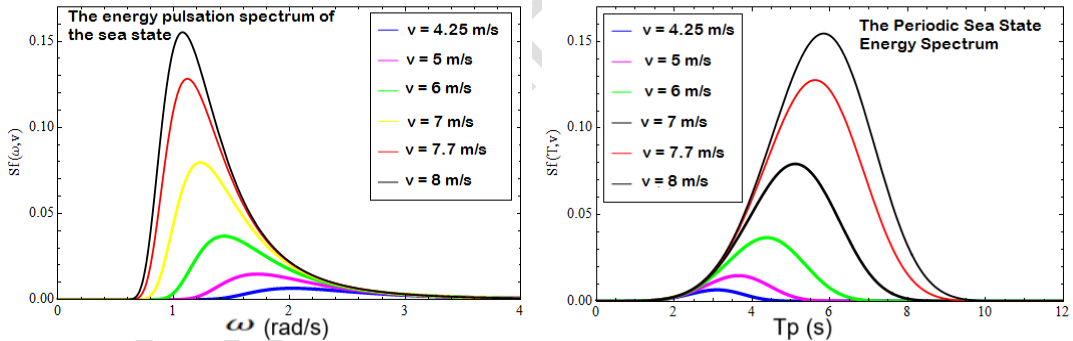 The energy pulsation spectrum of
the sea state
v = 4.25 m/s
v = 5 m/s
v = 6 m/s
v = 7 m/s
v = 7.7 m/s
v = 8 m/s
0.15
0.10
0.05
0.00
Sf(ω,v)
0
1
2
3
4
ω (rad/s)
The Periodic Sea State
Energy Spectrum
v = 4.25 m/s
v = 5 m/s
v = 6 m/s
v = 7 m/s
v = 7.7 m/s
v = 8 m/s
0.15
0.10
0.05
0.00
Sf(T,v)
0
2
4
6
8
10
12
Tp (s)